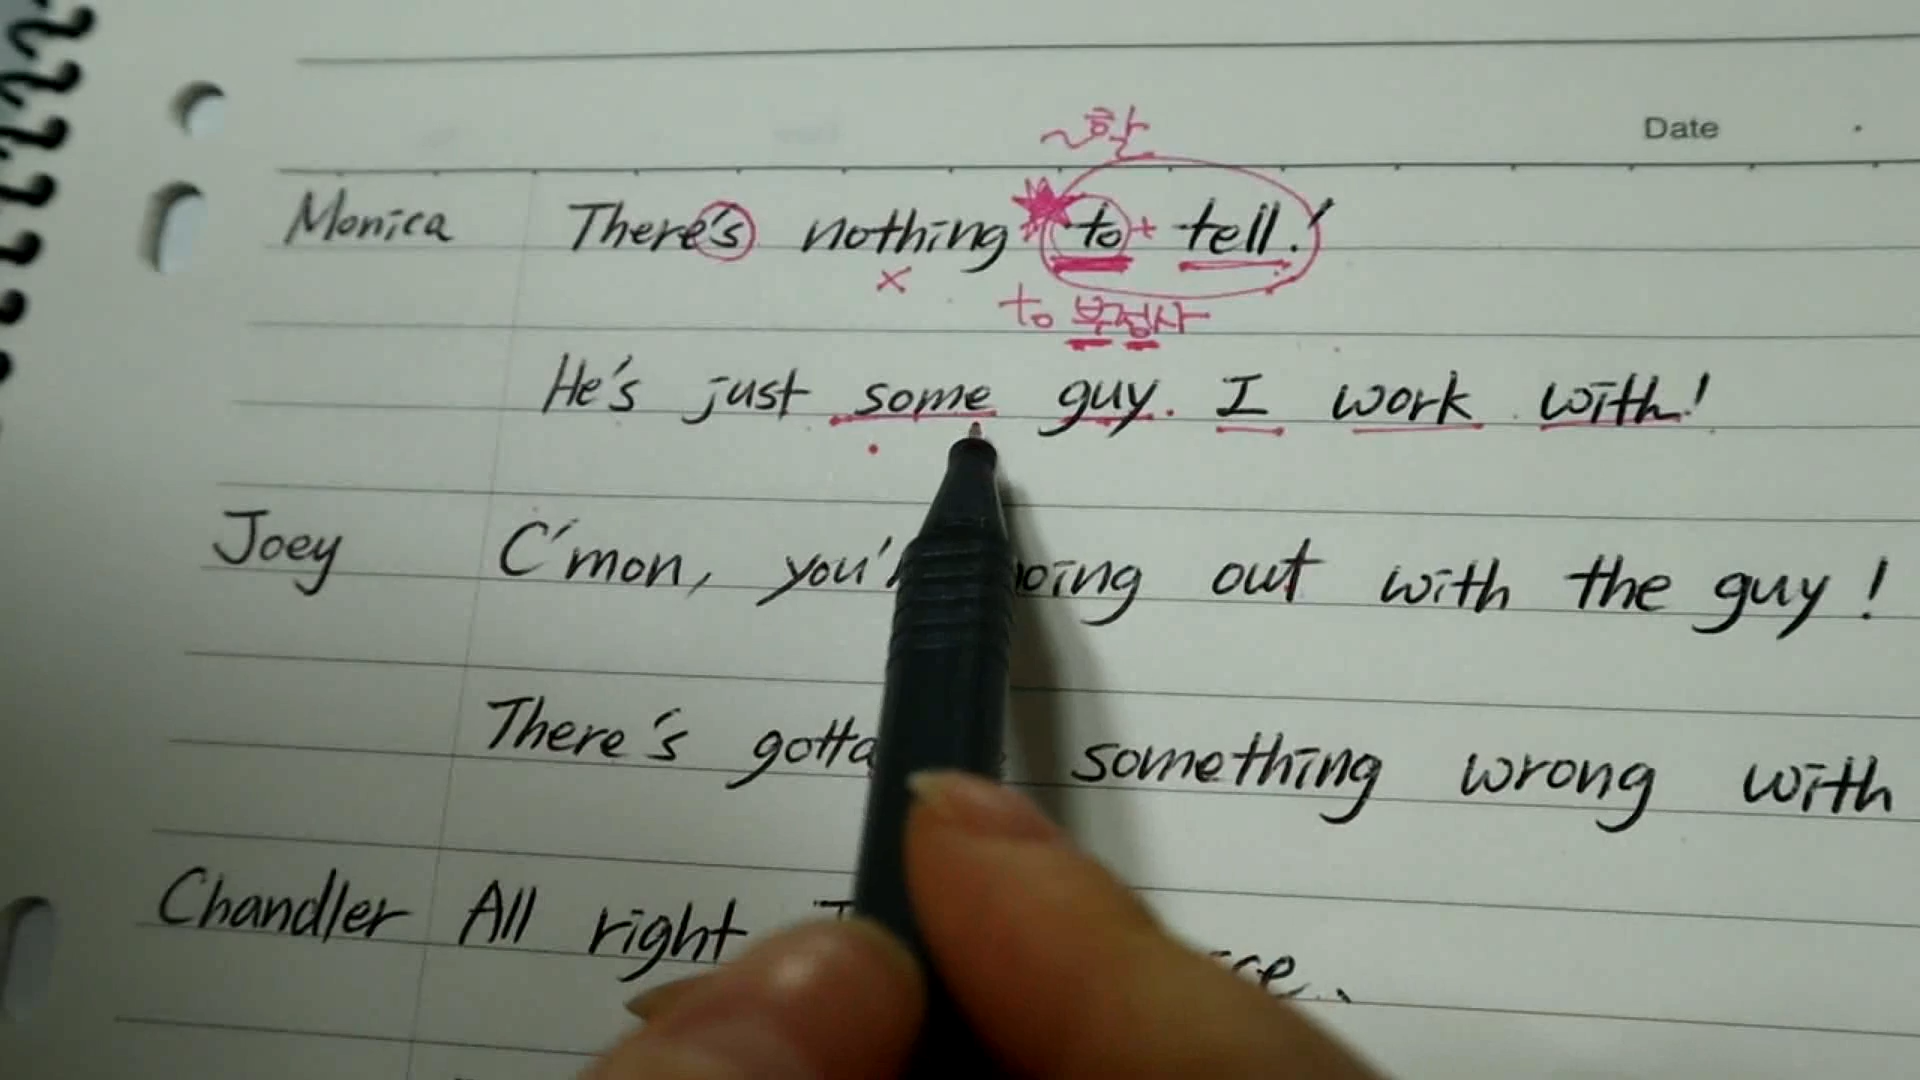 Date
~할
Monica There's nothing to + tell!
x to 부정사
He's just some guy. I work with!
Joey C'mon, you' out with the guy!
There's gotta something wrong with
Chandler All right